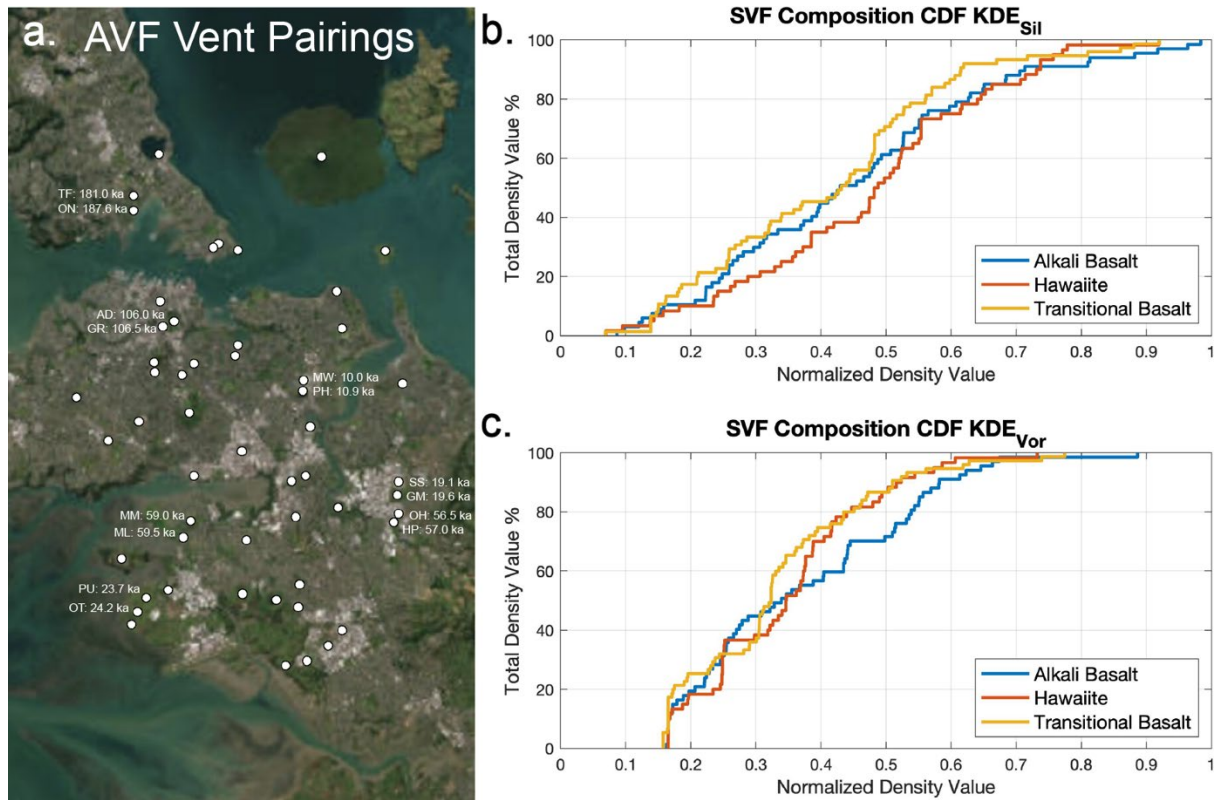 a. AVF Vent Pairings
TF: 181.0 ka
ON: 187.6 ka
AD: 106.0 ka
GR: 106.5 ka
MW: 10.0 ka
PH: 10.9 ka
SS: 19.1 ka
GM: 19.6 ka
OH: 56.5 ka
HP: 57.0 ka
MM: 59.0 ka
ML: 59.5 ka
PU: 23.7 ka
OT: 24.2 ka
b.
SVF Composition CDF KDE_Sil
Total Density Value %
100
80
60
40
20
0
Alkali Basalt
Hawaiite
Transitional Basalt
0 0.1 0.2 0.3 0.4 0.5 0.6 0.7 0.8 0.9 1
Normalized Density Value
c.
SVF Composition CDF KDE_Vor
Total Density Value %
100
80
60
40
20
0
Alkali Basalt
Hawaiite
Transitional Basalt
0 0.1 0.2 0.3 0.4 0.5 0.6 0.7 0.8 0.9 1
Normalized Density Value